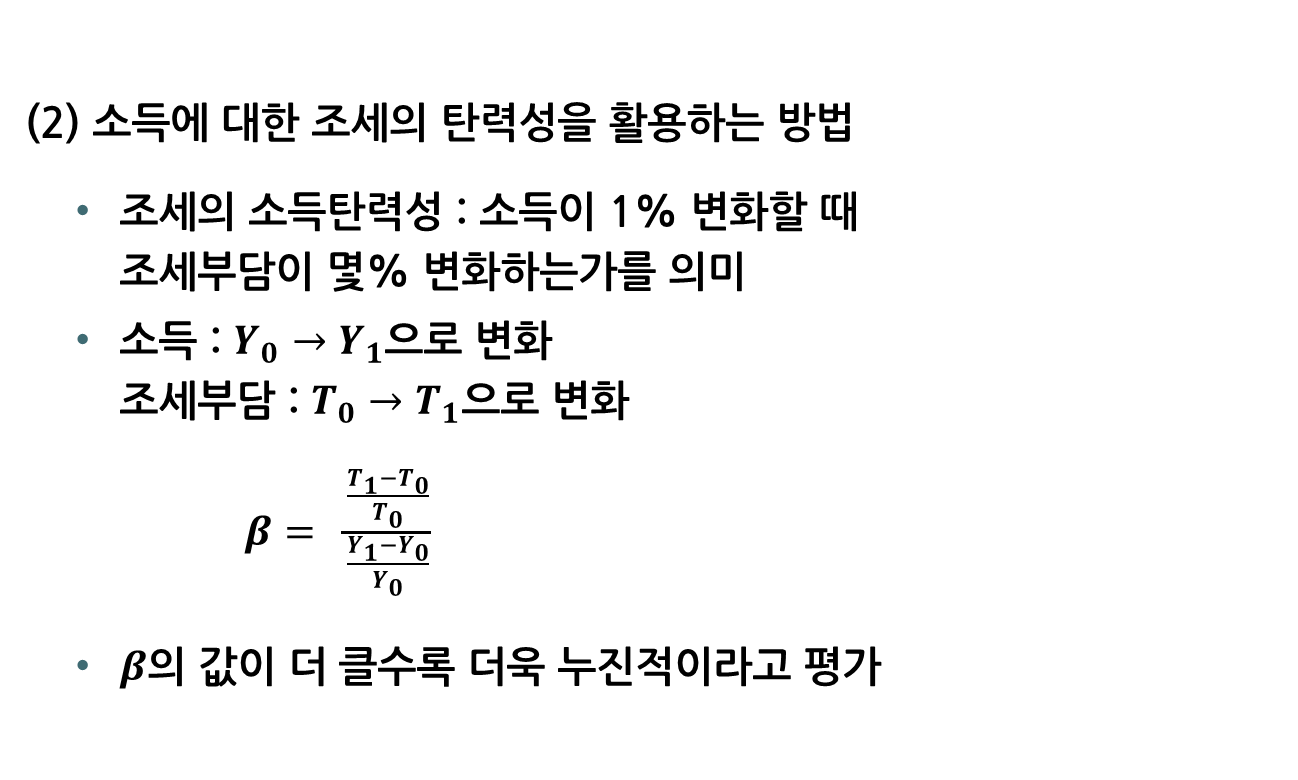 (2) 소득에 대한 조세의 탄력성을 활용하는 방법
• 조세의 소득탄력성 : 소득이 1% 변화할 때
조세부담이 몇% 변화하는가를 의미
• 소득 : Y₀ → Y₁으로 변화
조세부담 : T₀ → T₁으로 변화
β = ((T₁−T₀)/T₀)/((Y₁−Y₀)/Y₀)
• β의 값이 더 클수록 더욱 누진적이라고 평가